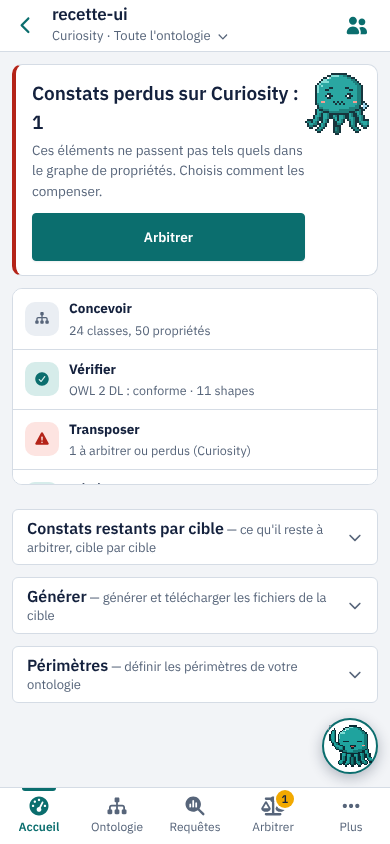 recette-ui
Curiosity · Toute l'ontologie
Constats perdus sur Curiosity :
1
Ces éléments ne passent pas tels quels dans
le graphe de propriétés. Choisis comment les
compenser.
Arbitrer
Concevoir
24 classes, 50 propriétés
Vérifier
OWL 2 DL : conforme · 11 shapes
Transposer
1 à arbitrer ou perdus (Curiosity)
Constats restants par cible — ce qu'il reste à
arbitrer, cible par cible
Générer — générer et télécharger les fichiers de la
cible
Périmètres — définir les périmètres de votre
ontologie
1
Accueil
Ontologie
Requêtes
Arbitrer
Plus